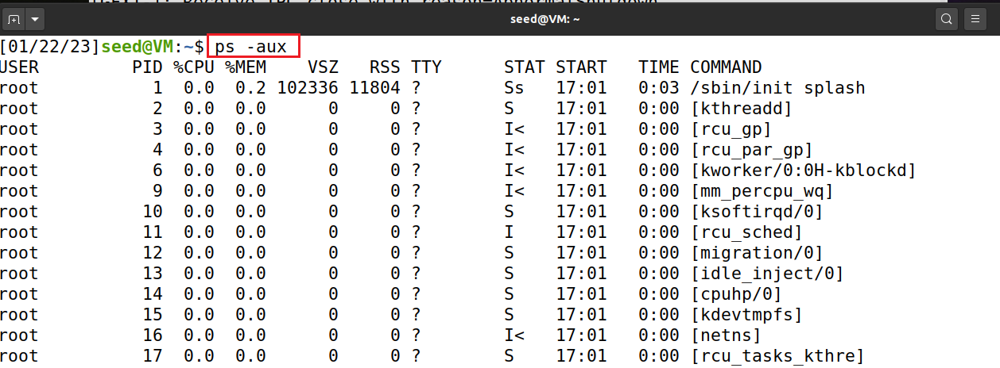 seed@VM: ~
[01/22/23]seed@VM:~$ ps -aux
USER PID %CPU %MEM VSZ RSS TTY STAT START TIME COMMAND
root 1 0.0 0.2 102336 11804 ? Ss 17:01 0:03 /sbin/init splash
root 2 0.0 0.0 0 0 ? S 17:01 0:00 [kthreadd]
root 3 0.0 0.0 0 0 ? I< 17:01 0:00 [rcu_gp]
root 4 0.0 0.0 0 0 ? I< 17:01 0:00 [rcu_par_gp]
root 6 0.0 0.0 0 0 ? I< 17:01 0:00 [kworker/0:0H-kblockd]
root 9 0.0 0.0 0 0 ? I< 17:01 0:00 [mm_percpu_wq]
root 10 0.0 0.0 0 0 ? S 17:01 0:00 [ksoftirqd/0]
root 11 0.0 0.0 0 0 ? I 17:01 0:00 [rcu_sched]
root 12 0.0 0.0 0 0 ? S 17:01 0:00 [migration/0]
root 13 0.0 0.0 0 0 ? S 17:01 0:00 [idle_inject/0]
root 14 0.0 0.0 0 0 ? S 17:01 0:00 [cpuhp/0]
root 15 0.0 0.0 0 0 ? S 17:01 0:00 [kdevtmpfs]
root 16 0.0 0.0 0 0 ? I< 17:01 0:00 [netns]
root 17 0.0 0.0 0 0 ? S 17:01 0:00 [rcu_tasks_kthre]